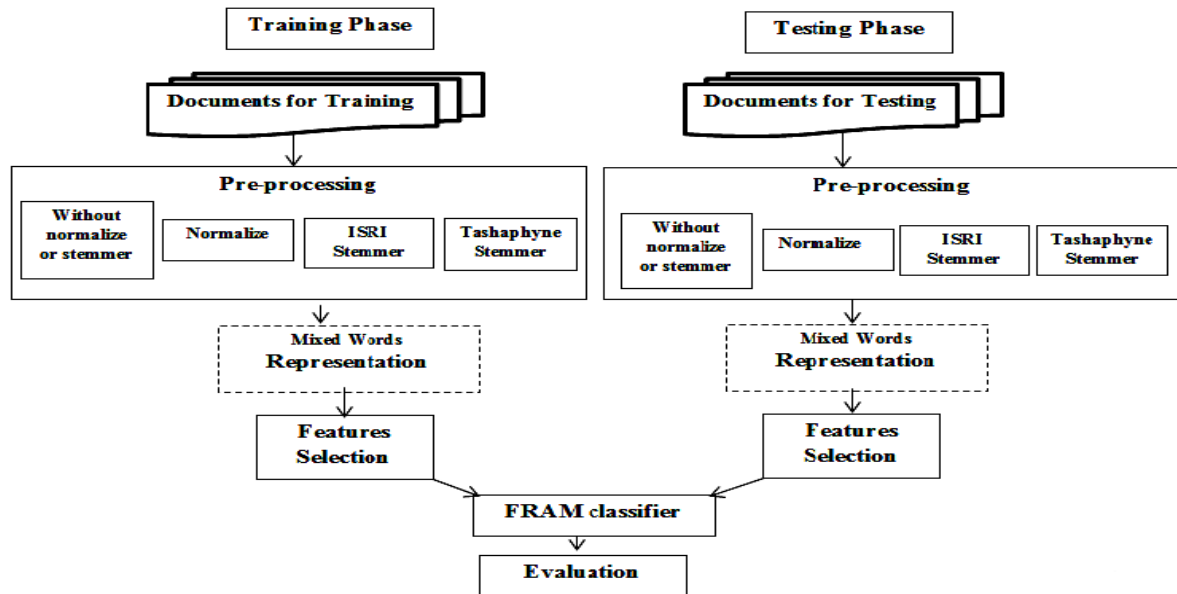 Training Phase
Documents for Training
Pre-processing
Without
normalize
or stemmer
Normalize
ISRI
Stemmer
Tashaphyne
Stemmer
Mixed Words
Representation
Features
Selection
Testing Phase
Documents for Testing
Pre-processing
Without
normalize
or stemmer
Normalize
ISRI
Stemmer
Tashaphyne
Stemmer
Mixed Words
Representation
Features
Selection
FRAM classifier
Evaluation